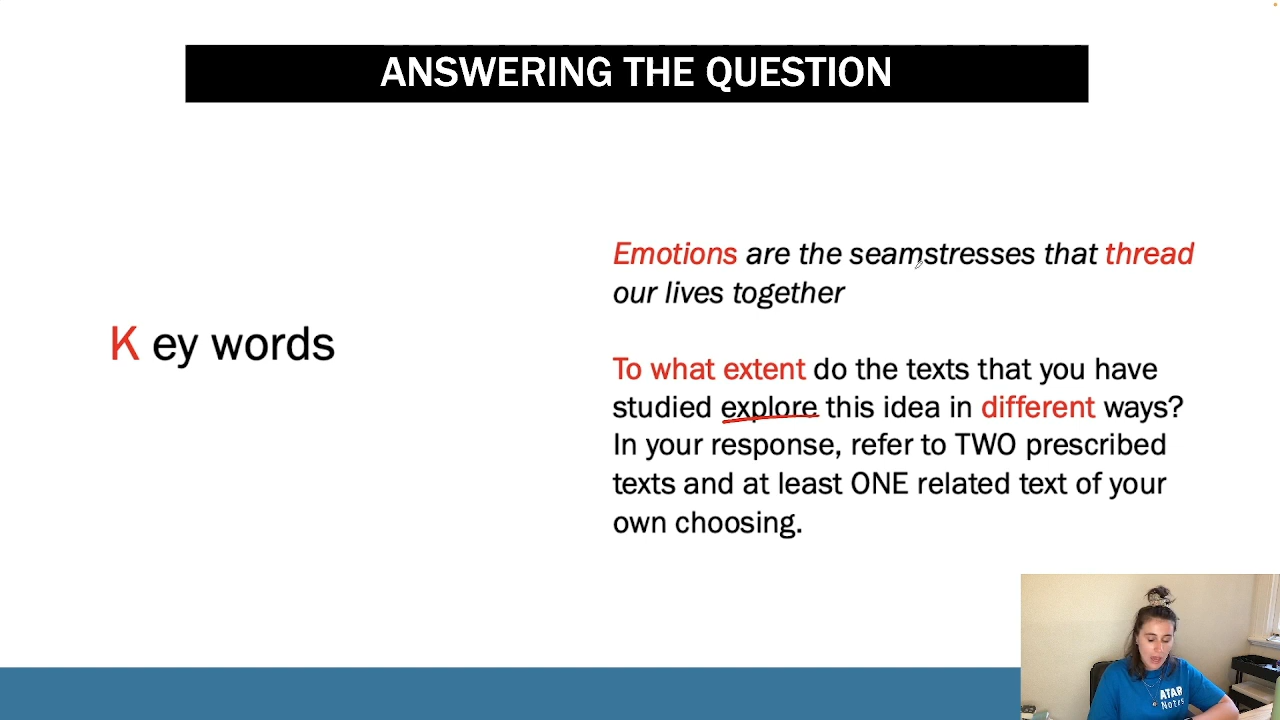 ANSWERING THE QUESTION
K ey words
Emotions are the seamstresses that thread
our lives together
To what extent do the texts that you have
studied explore this idea in different ways?
In your response, refer to TWO prescribed
texts and at least ONE related text of your
own choosing.
ATAR
Notes